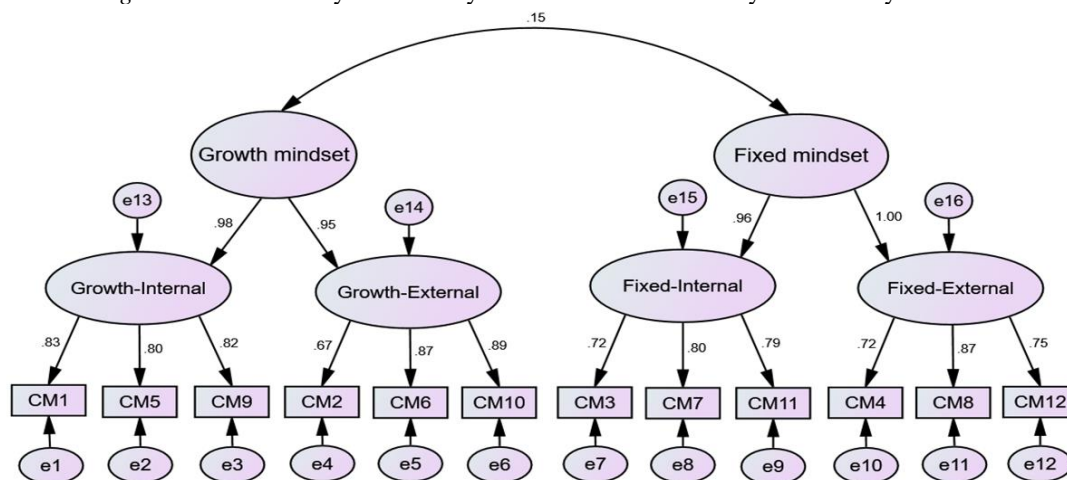 .15
Growth mindset
Fixed mindset
e13
e14
e15
e16
.98
.95
.96
1.00
Growth-Internal
Growth-External
Fixed-Internal
Fixed-External
.83
.80
.82
.67
.87
.89
.72
.80
.79
.72
.87
.75
CM1
CM5
CM9
CM2
CM6
CM10
CM3
CM7
CM11
CM4
CM8
CM12
e1
e2
e3
e4
e5
e6
e7
e8
e9
e10
e11
e12